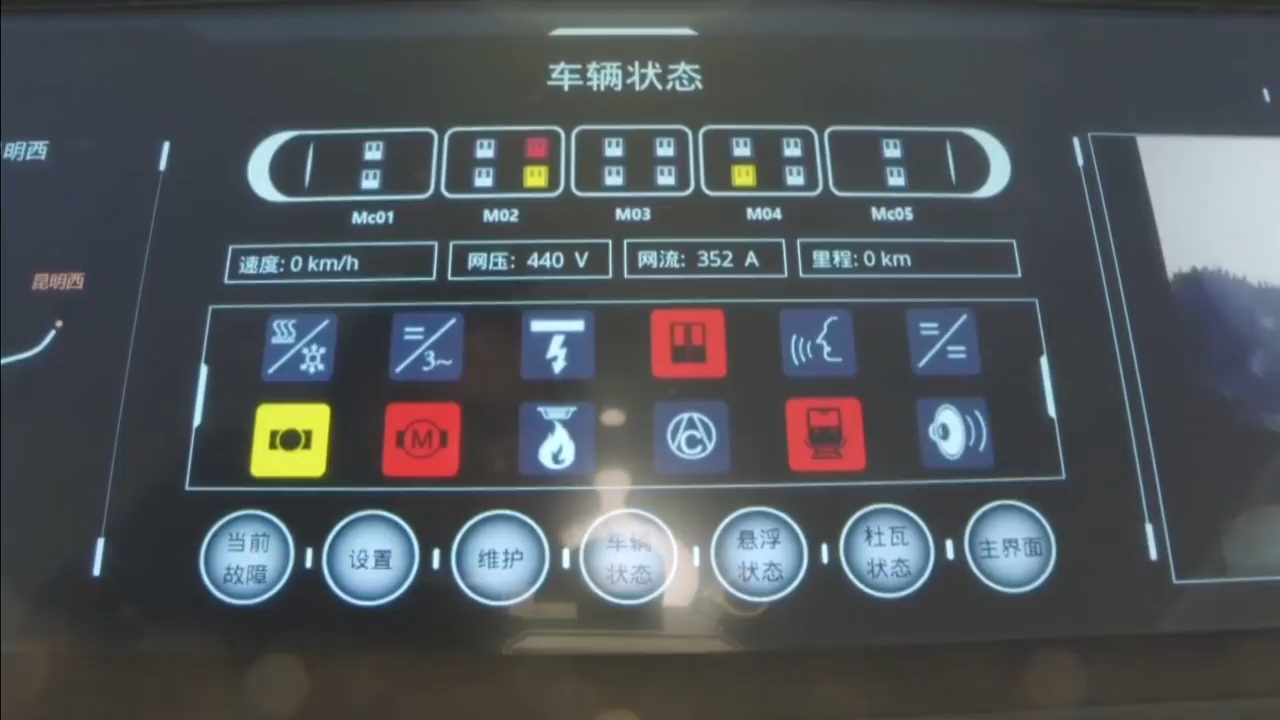 车辆状态
明西
昆明西
Mc01
M02
M03
M04
Mc05
速度: 0 km/h
网压: 440 V
网流: 352 A
里程: 0 km
3~
M
C
当前
故障
设置
维护
车辆
状态
悬浮
状态
杜瓦
状态
主界面